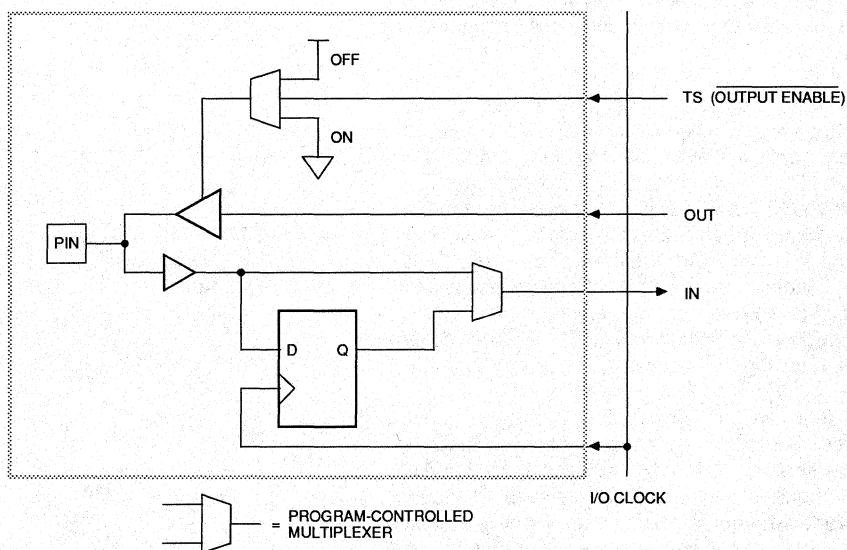 OFF
TS (OUTPUT ENABLE)
ON
OUT
PIN
IN
D Q
I/O CLOCK
= PROGRAM-CONTROLLED
MULTIPLEXER